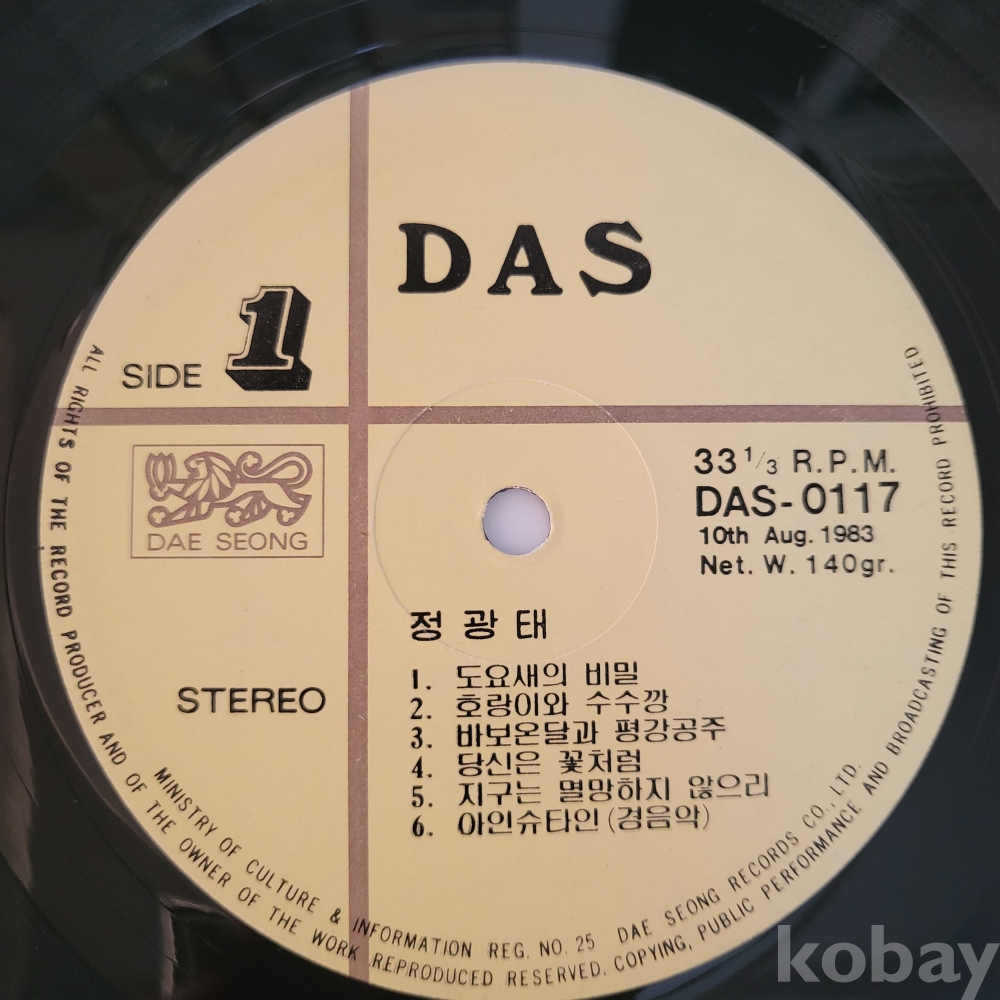 DAS
SIDE 1
DAE SEONG
33 1/3 R.P.M.
DAS-0117
10th Aug. 1983
Net. W. 140gr.
STEREO
정광태
1. 도요새의 비밀
2. 호랑이와 수수깡
3. 바보온달과 평강공주
4. 당신은 꽃처럼
5. 지구는 멸망하지 않으리
6. 아인슈타인(경음악)
ALL RIGHTS OF THE RECORD PRODUCER AND OF THE OWNER OF THE WORK REPRODUCED RESERVED. COPYING, PUBLIC PERFORMANCE AND BROADCASTING OF THIS RECORD PROHIBITED
MINISTRY OF CULTURE & INFORMATION REG. NO. 25 DAE SEONG RECORDS CO., LTD.
kobay